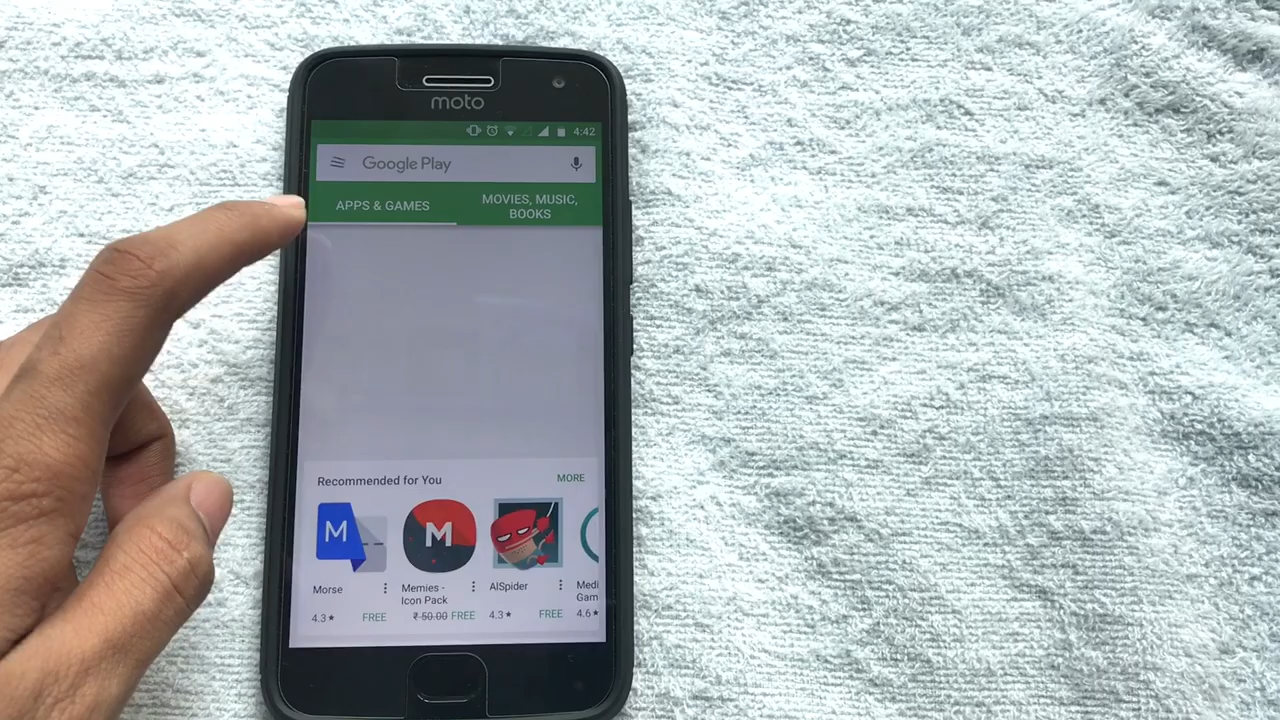 moto
4:42
Google Play
APPS & GAMES
MOVIES, MUSIC,
BOOKS
Recommended for You
MORE
M
M
Morse
Memies -
Icon Pack
AlSpider
Medi
Gam
4.3★
FREE
₹ 50.00 FREE
4.3★
FREE
4.6★